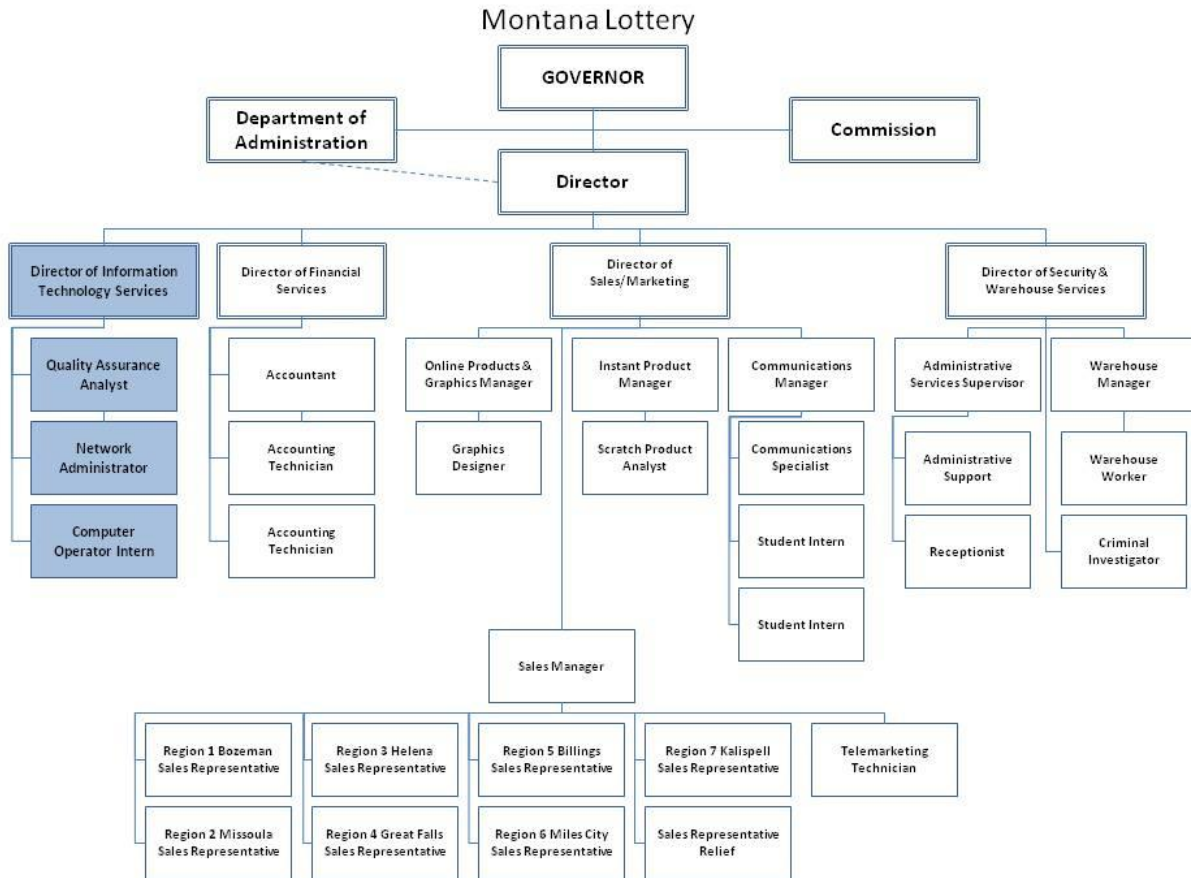 Montana Lottery
GOVERNOR
Department of
Administration
Commission
Director
Director of Information
Technology Services
Director of Financial
Services
Director of
Sales/Marketing
Director of Security &
Warehouse Services
Quality Assurance
Analyst
Accountant
Online Products &
Graphics Manager
Instant Product
Manager
Communications
Manager
Administrative
Services Supervisor
Warehouse
Manager
Network
Administrator
Accounting
Technician
Graphics
Designer
Scratch Product
Analyst
Communications
Specialist
Administrative
Support
Warehouse
Worker
Computer
Operator Intern
Accounting
Technician
Student Intern
Receptionist
Criminal
Investigator
Student Intern
Sales Manager
Region 1 Bozeman
Sales Representative
Region 3 Helena
Sales Representative
Region 5 Billings
Sales Representative
Region 7 Kalispell
Sales Representative
Telemarketing
Technician
Region 2 Missoula
Sales Representative
Region 4 Great Falls
Sales Representative
Region 6 Miles City
Sales Representative
Sales Representative
Relief